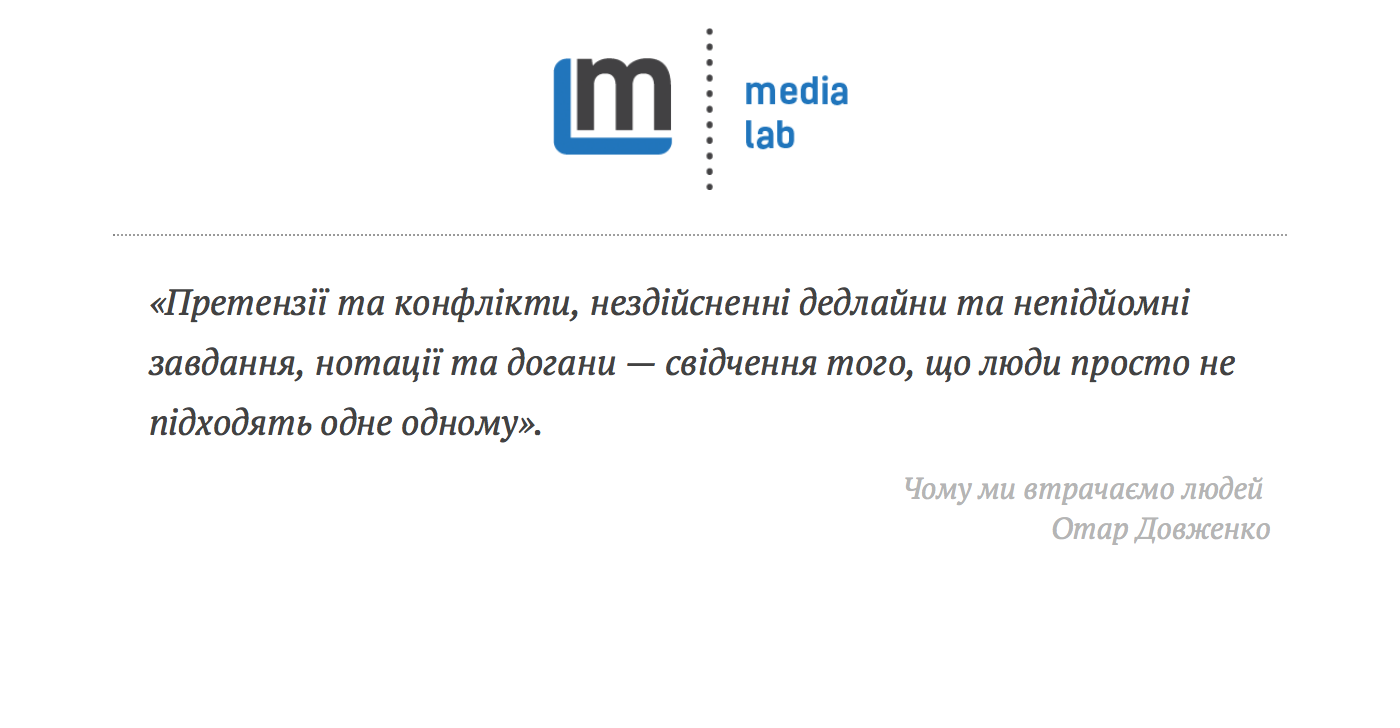 m
media
lab
«Претензії та конфлікти, нездійсненні дедлайни та непідйомні
завдання, нотації та догани — свідчення того, що люди просто не
підходять одне одному».
Чому ми втрачаємо людей
Отар Довженко